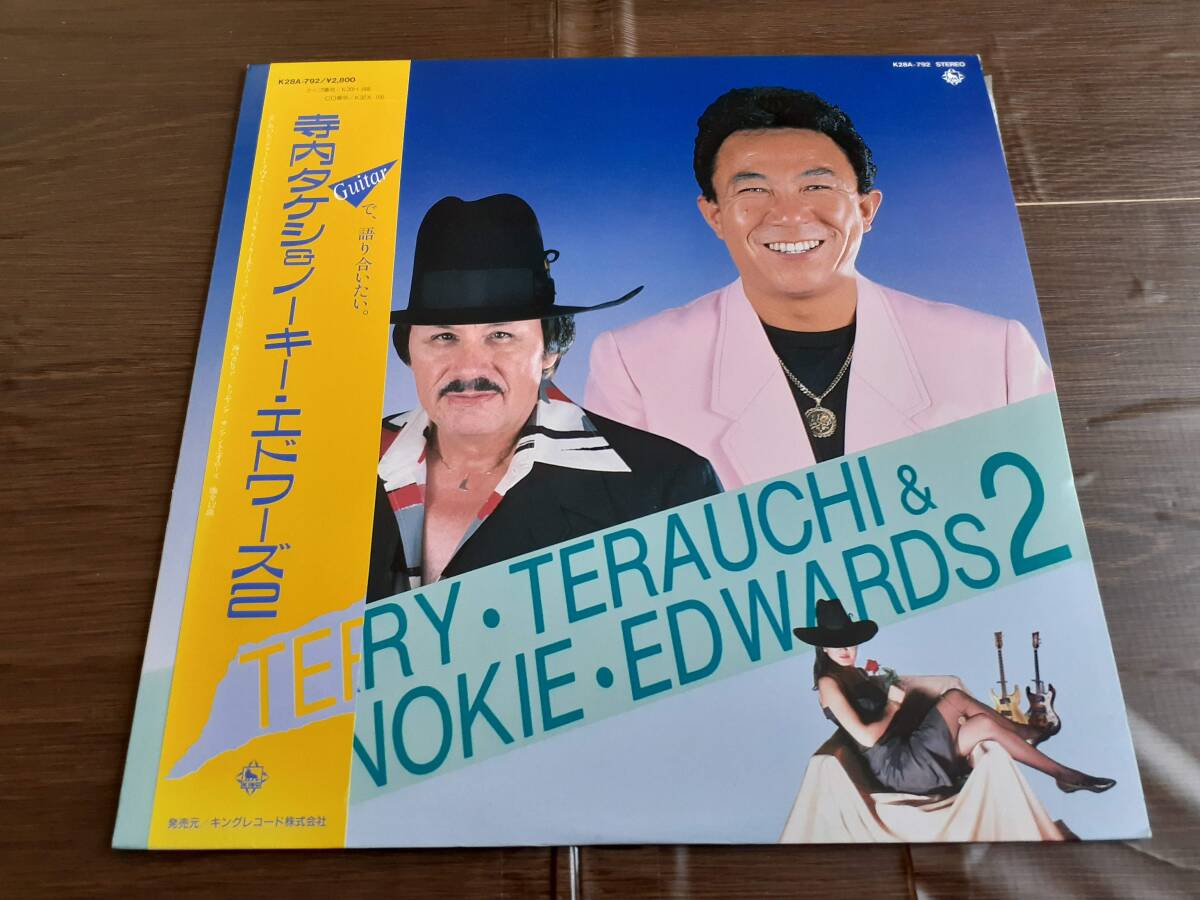 K28A-792/¥2,800
寺内タケシ&ノーキー・エドワーズ2
Guitar
で、語り合いたい。
TER
発売元/キングレコード株式会社
K28A-792 STEREO
RRY・TERAUCHI &
NOKIE・EDWARDS 2